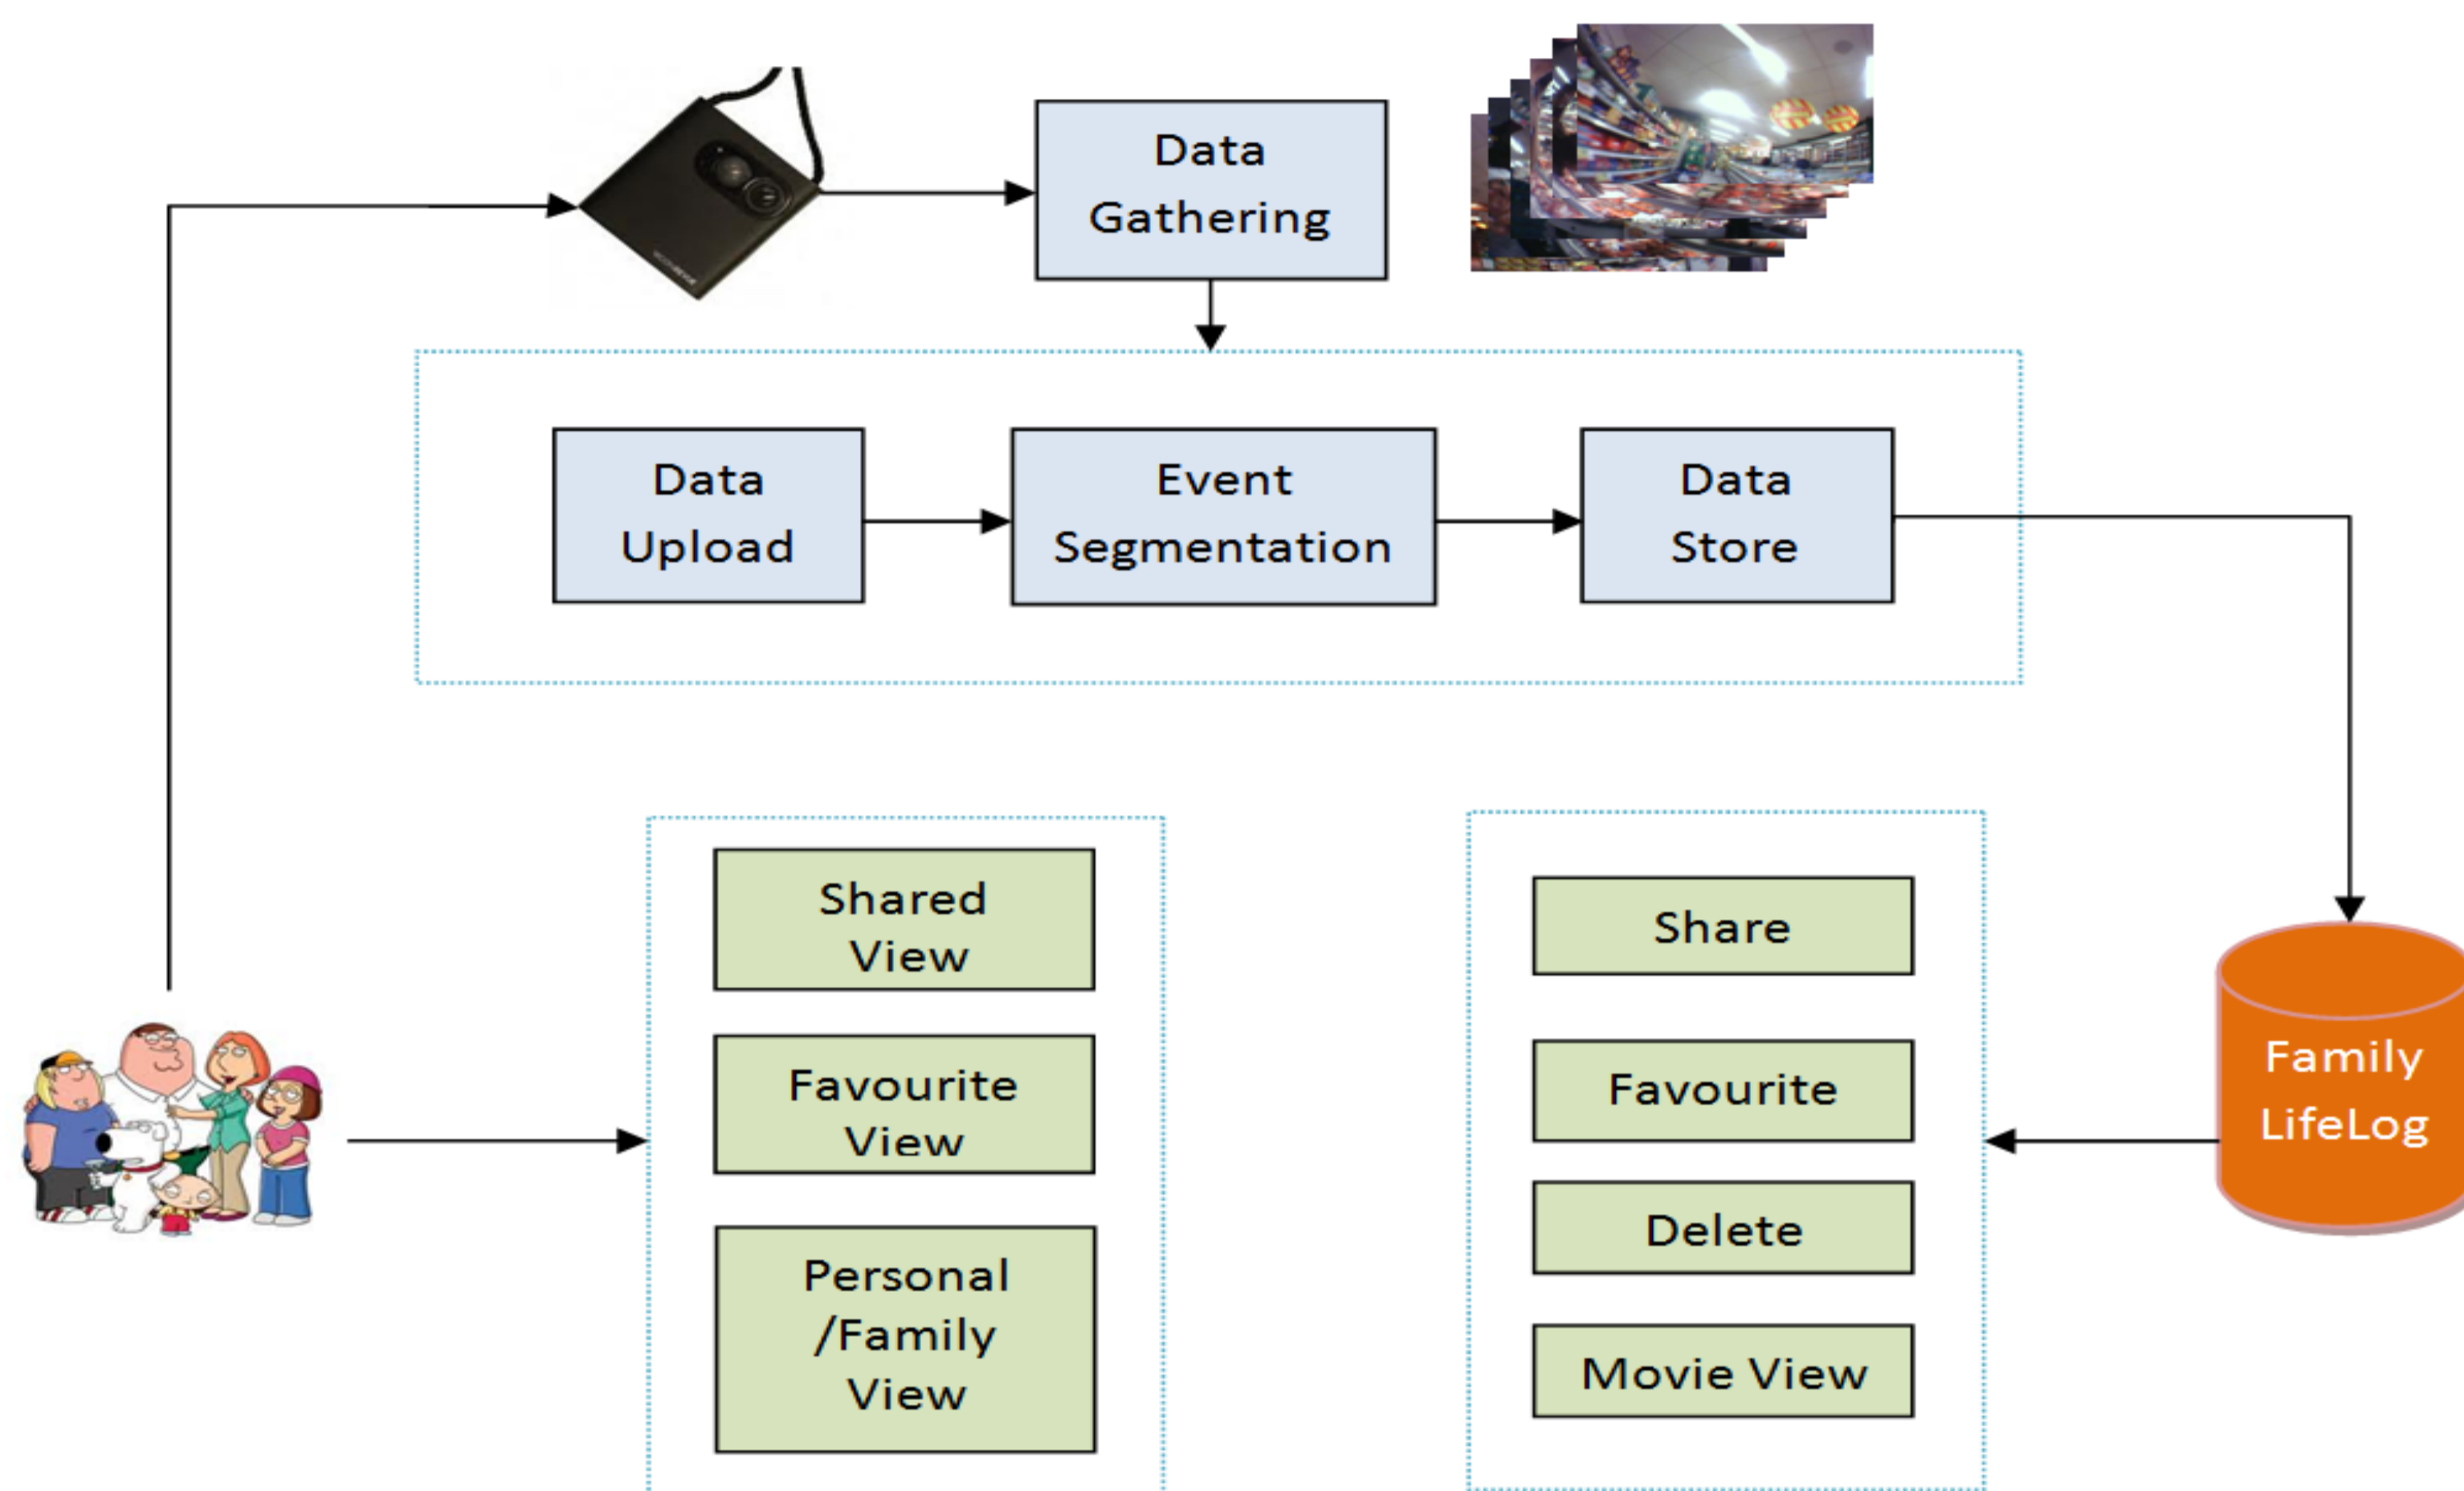 Data
Gathering
Data
Upload
Event
Segmentation
Data
Store
Shared
View
Favourite
View
Personal
/Family
View
Share
Favourite
Delete
Movie View
Family
LifeLog